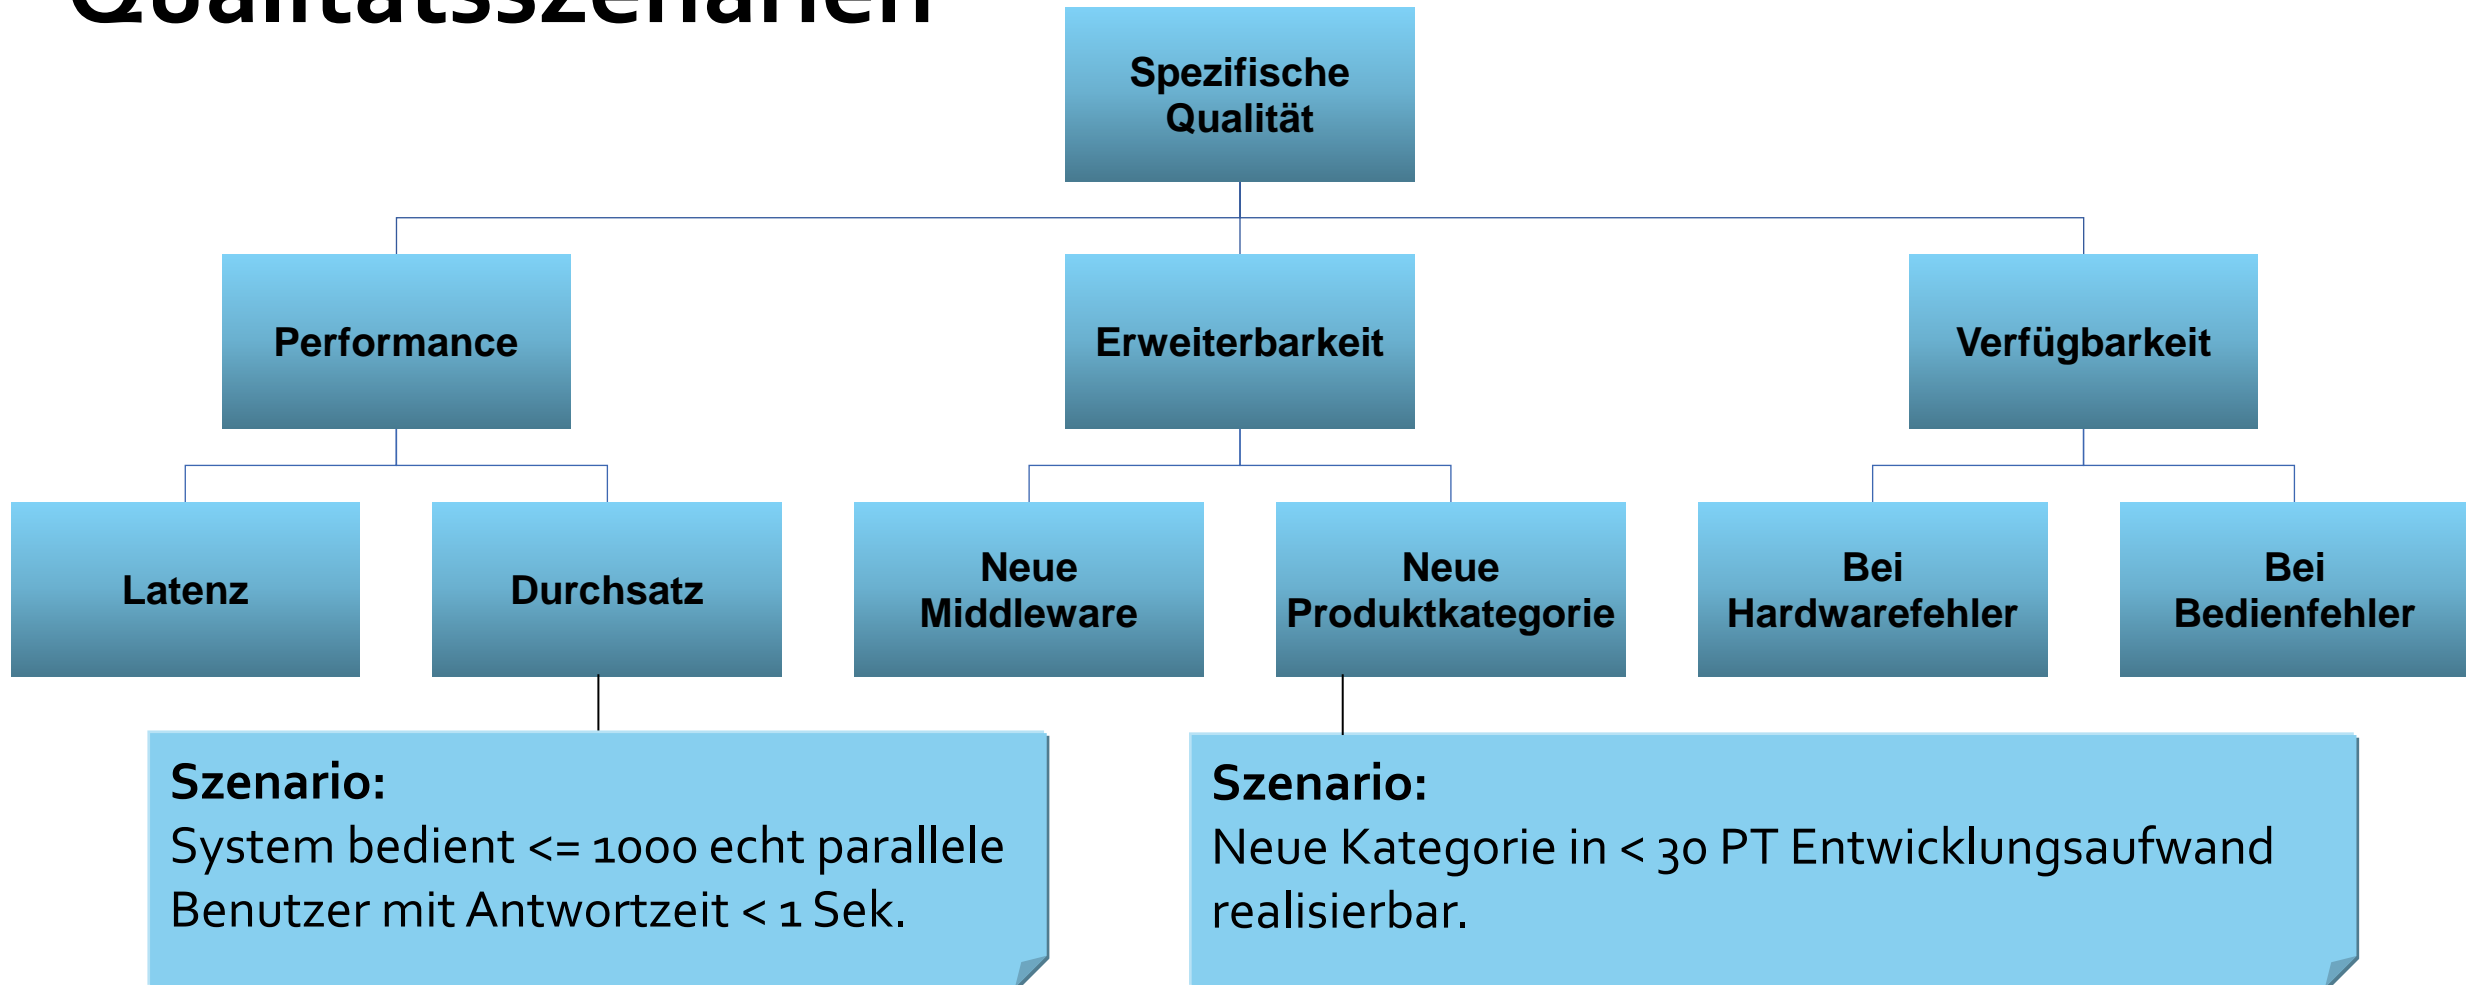 Qualitätsszenarien
Spezifische
Qualität
Performance
Erweiterbarkeit
Verfügbarkeit
Latenz
Durchsatz
Neue
Middleware
Neue
Produktkategorie
Bei
Hardwarefehler
Bei
Bedienfehler
Szenario:
System bedient <= 1000 echt parallele
Benutzer mit Antwortzeit < 1 Sek.
Szenario:
Neue Kategorie in < 30 PT Entwicklungsaufwand
realisierbar.